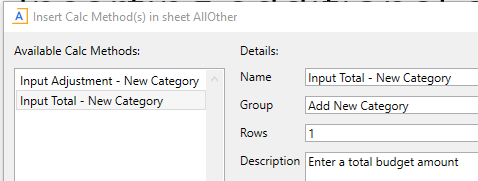 Insert Calc Method(s) in sheet AllOther
Available Calc Methods:
Input Adjustment - New Category
Input Total - New Category
Details:
Name Input Total - New Category
Group Add New Category
Rows 1
Description Enter a total budget amount